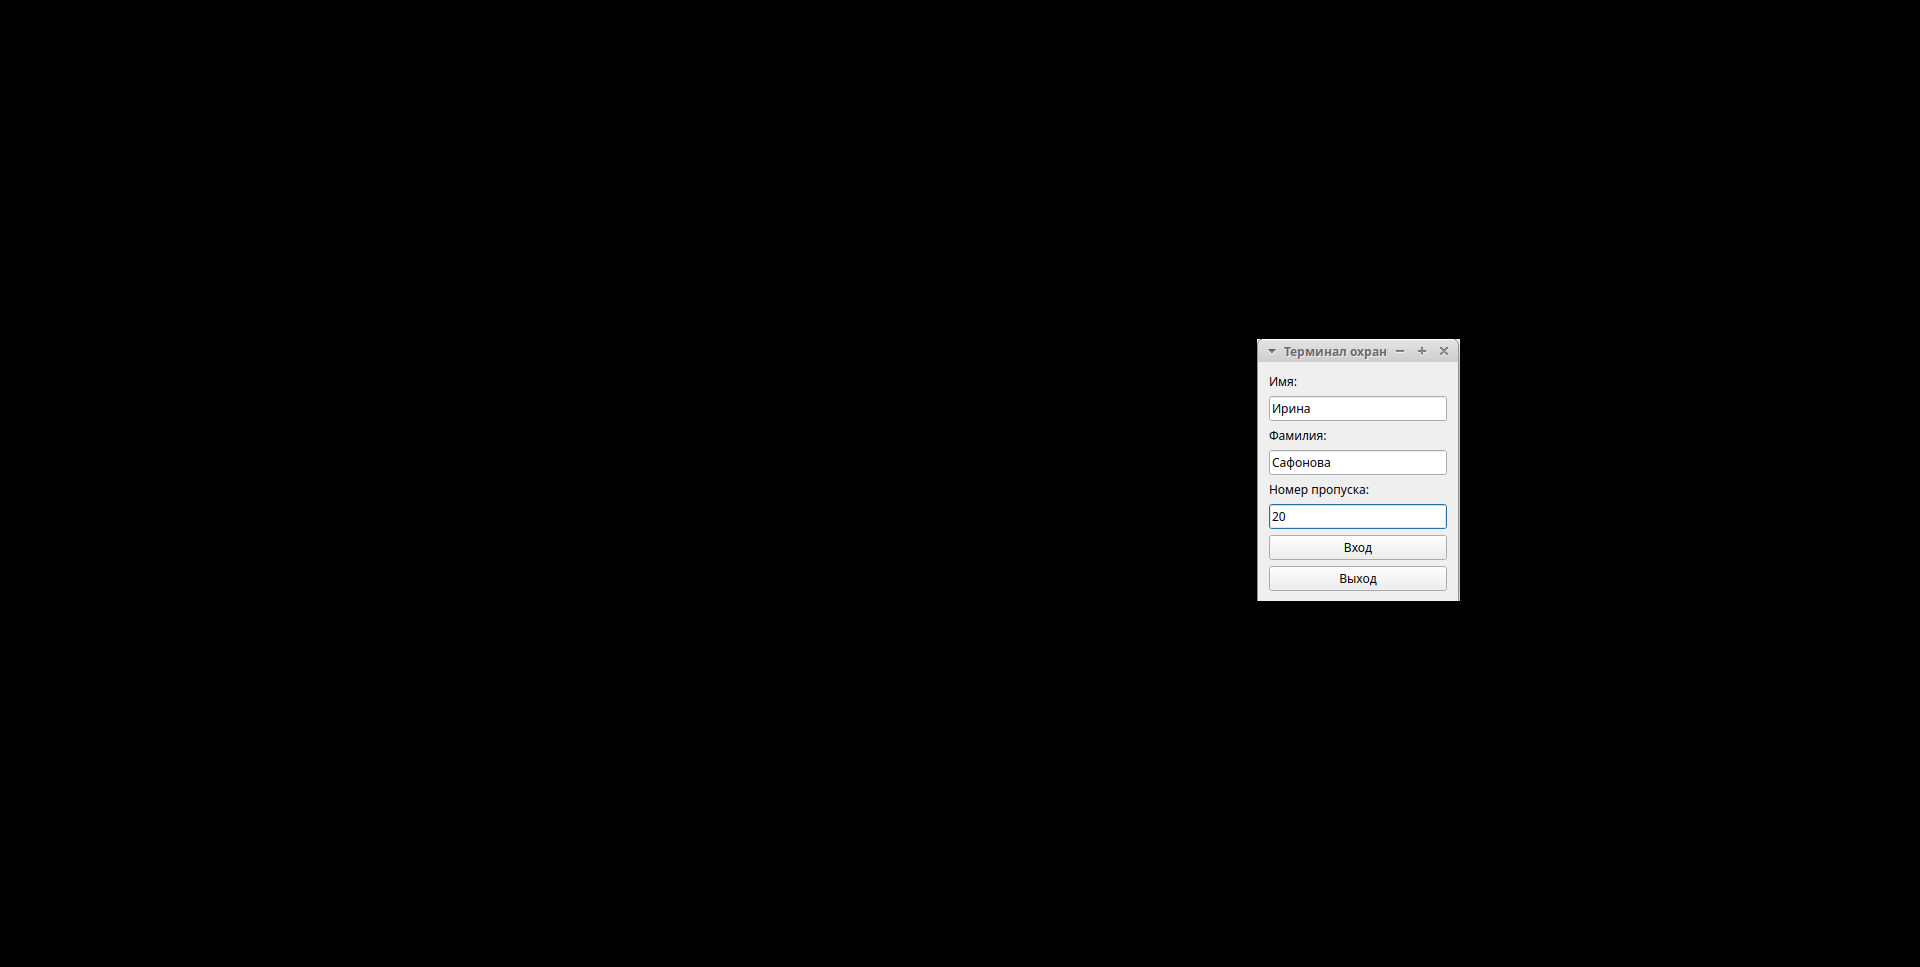 Терминал охран
Имя:
Ирина
Фамилия:
Сафонова
Номер пропуска:
20
Вход
Выход